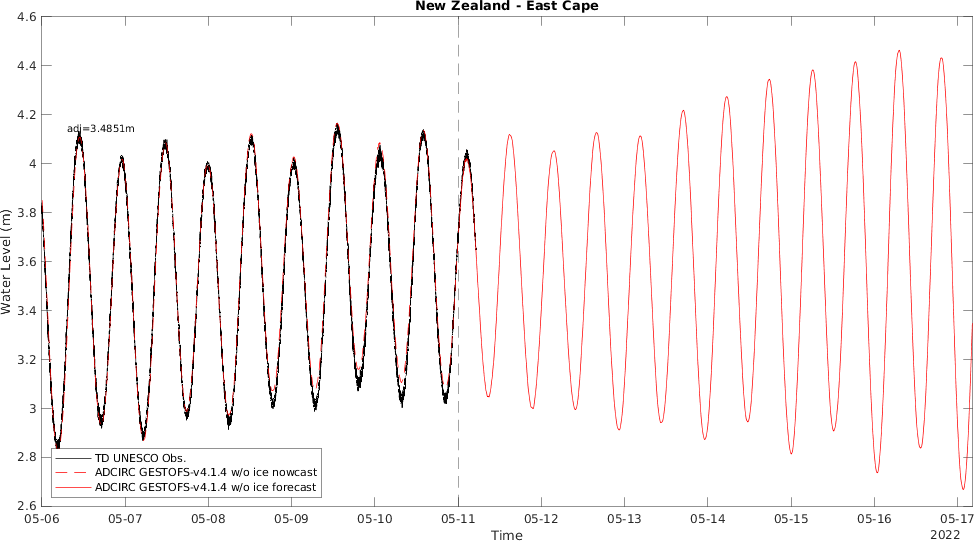 New Zealand - East Cape
4.6
4.4
4.2
4
3.8
3.6
3.4
3.2
3
2.8
2.6
Water Level (m)
adj=3.4851m
TD UNESCO Obs.
ADCIRC GESTOFS-v4.1.4 w/o ice nowcast
ADCIRC GESTOFS-v4.1.4 w/o ice forecast
05-06 05-07 05-08 05-09 05-10 05-11 05-12 05-13 05-14 05-15 05-16 05-17
Time
2022